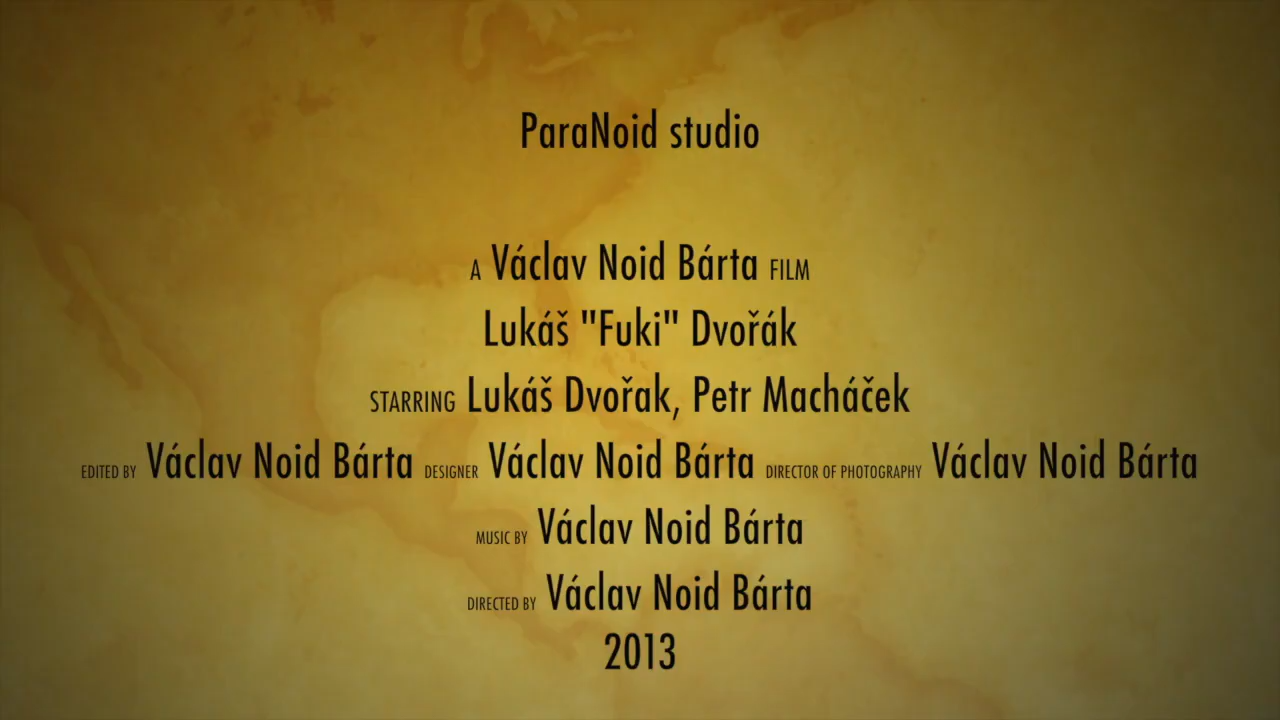 ParaNoid studio
A Václav Noid Bárta FILM
Lukáš "Fuki" Dvořák
STARRING Lukáš Dvořak, Petr Macháček
EDITED BY Václav Noid Bárta DESIGNER Václav Noid Bárta DIRECTOR OF PHOTOGRAPHY Václav Noid Bárta
MUSIC BY Václav Noid Bárta
DIRECTED BY Václav Noid Bárta
2013